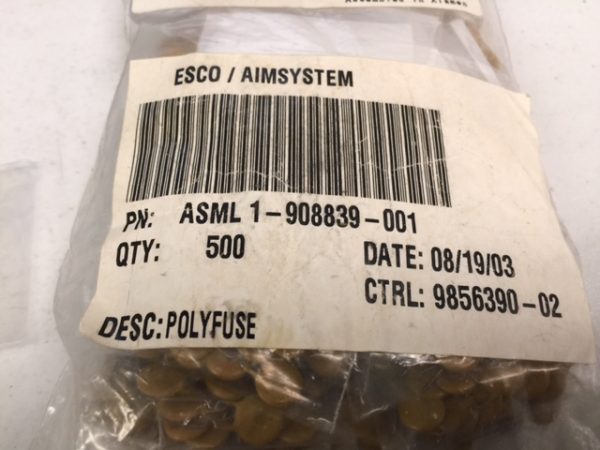 ESCO / AIMSYSTEM
PN: ASML 1-908839-001
QTY: 500
DATE: 08/19/03
CTRL: 9856390-02
DESC: POLYFUSE